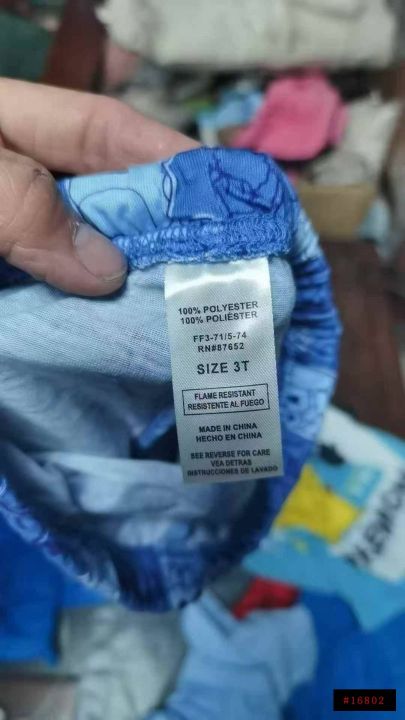 100% POLYESTER
100% POLIÉSTER
FF3-71/5-74
RN#87652
SIZE 3T
FLAME RESISTANT
RESISTENTE AL FUEGO
MADE IN CHINA
HECHO EN CHINA
SEE REVERSE FOR CARE
VEA DETRAS
INSTRUCCIONES DE LAVADO
#16802